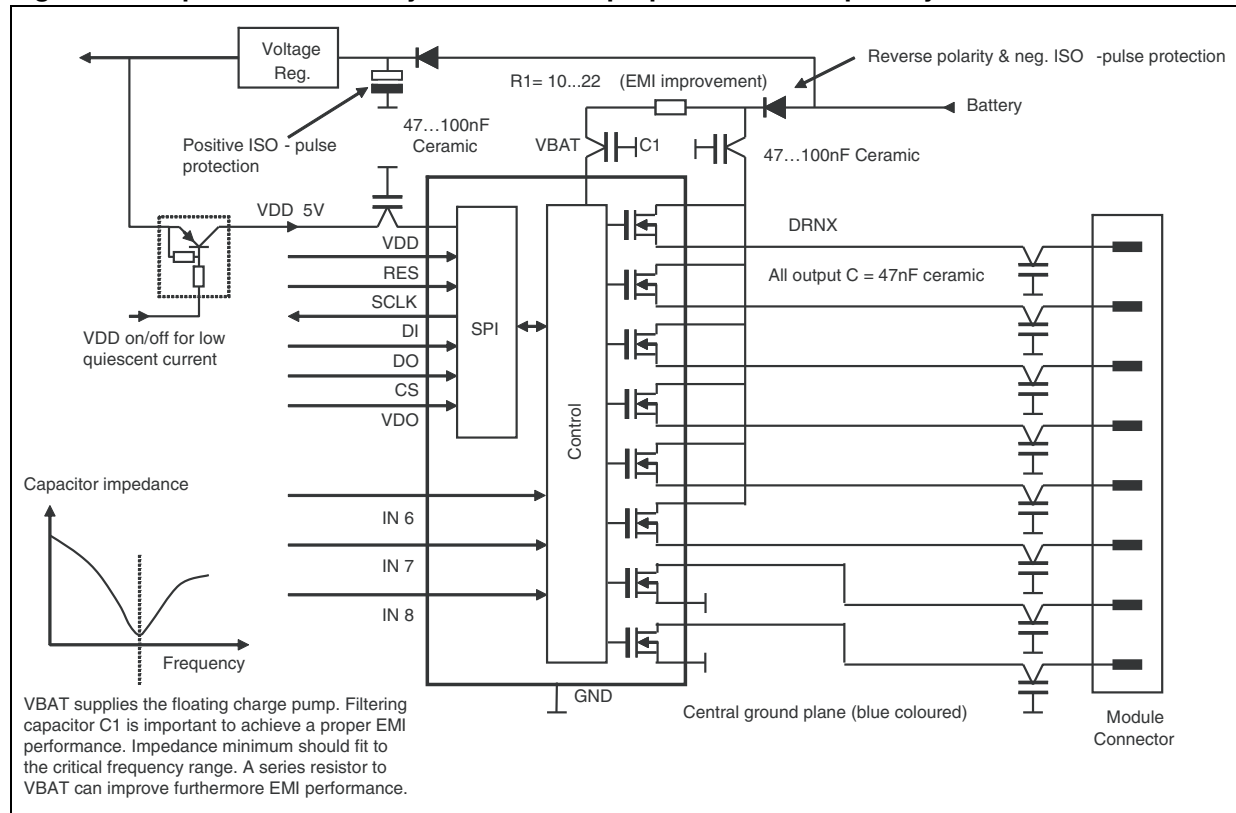 Voltage
Reg.
Reverse polarity & neg. ISO -pulse protection
R1= 10...22 (EMI improvement)
Battery
Positive ISO - pulse
protection
47...100nF
Ceramic
VBAT
C1
47...100nF Ceramic
VDD 5V
VDD
RES
SCLK
DI
DO
CS
VDO
SPI
Control
DRNX
All output C = 47nF ceramic
VDD on/off for low
quiescent current
Capacitor impedance
Frequency
IN 6
IN 7
IN 8
GND
Central ground plane (blue coloured)
Module
Connector
VBAT supplies the floating charge pump. Filtering
capacitor C1 is important to achieve a proper EMI
performance. Impedance minimum should fit to
the critical frequency range. A series resistor to
VBAT can improve furthermore EMI performance.